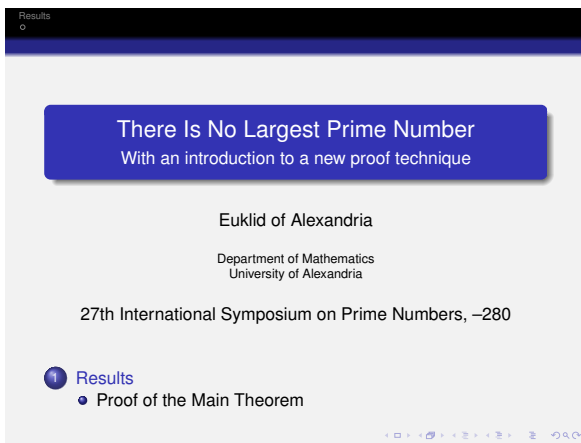 Results
There Is No Largest Prime Number
With an introduction to a new proof technique
Euklid of Alexandria
Department of Mathematics
University of Alexandria
27th International Symposium on Prime Numbers, –280
1 Results
Proof of the Main Theorem